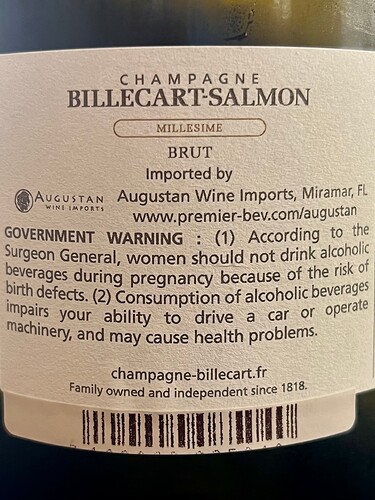 CHAMPAGNE
BILLECART-SALMON
MILLESIME
BRUT
Imported by
AUGUSTAN
WINE IMPORTS
Augustan Wine Imports, Miramar, FL
www.premier-bev.com/augustan
GOVERNMENT WARNING : (1) According to the
Surgeon General, women should not drink alcoholic
beverages during pregnancy because of the risk of
birth defects. (2) Consumption of alcoholic beverages
impairs your ability to drive a car or operate
machinery, and may cause health problems.
champagne-billecart.fr
Family owned and independent since 1818.